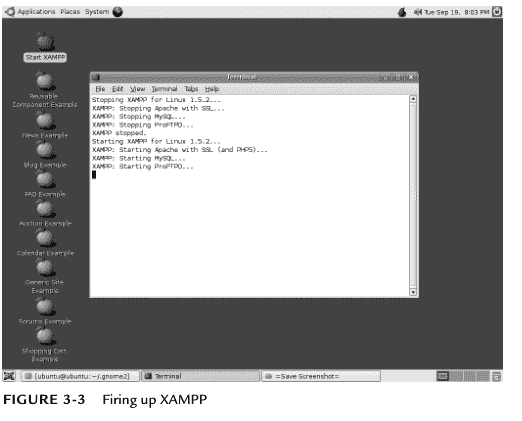 Applications Places System
Tue Sep 19, 8:03 PM
Start XAMPP
Reusable
Component Example
News Example
Blog Example
FAQ Example
Auction Example
Calendar Example
Generic Site
Example
Forums Example
Shopping Cart
Example
Terminal
File Edit View Terminal Tabs Help
Stopping XAMPP for Linux 1.5.2...
XAMPP: Stopping Apache with SSL...
XAMPP: Stopping MySQL...
XAMPP: Stopping ProFTPD...
XAMPP stopped.
Starting XAMPP for Linux 1.5.2...
XAMPP: Starting Apache with SSL (and PHP5)...
XAMPP: Starting MySQL...
XAMPP: Starting ProFTPD...
[ubuntu@ubuntu: ~/.gnome2]
Terminal
=Save Screenshot=
FIGURE 3-3 Firing up XAMPP